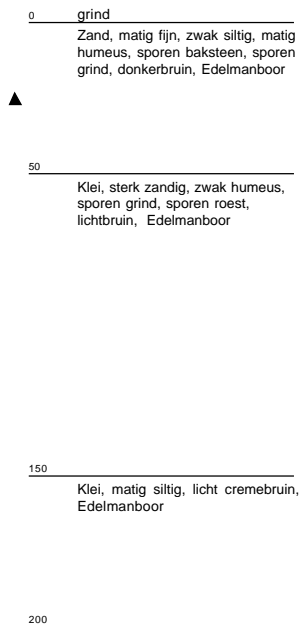 0 grind
Zand, matig fijn, zwak siltig, matig
humeus, sporen baksteen, sporen
grind, donkerbruin, Edelmanboor
50
Klei, sterk zandig, zwak humeus,
sporen grind, sporen roest,
lichtbruin, Edelmanboor
150
Klei, matig siltig, licht cremebruin,
Edelmanboor
200